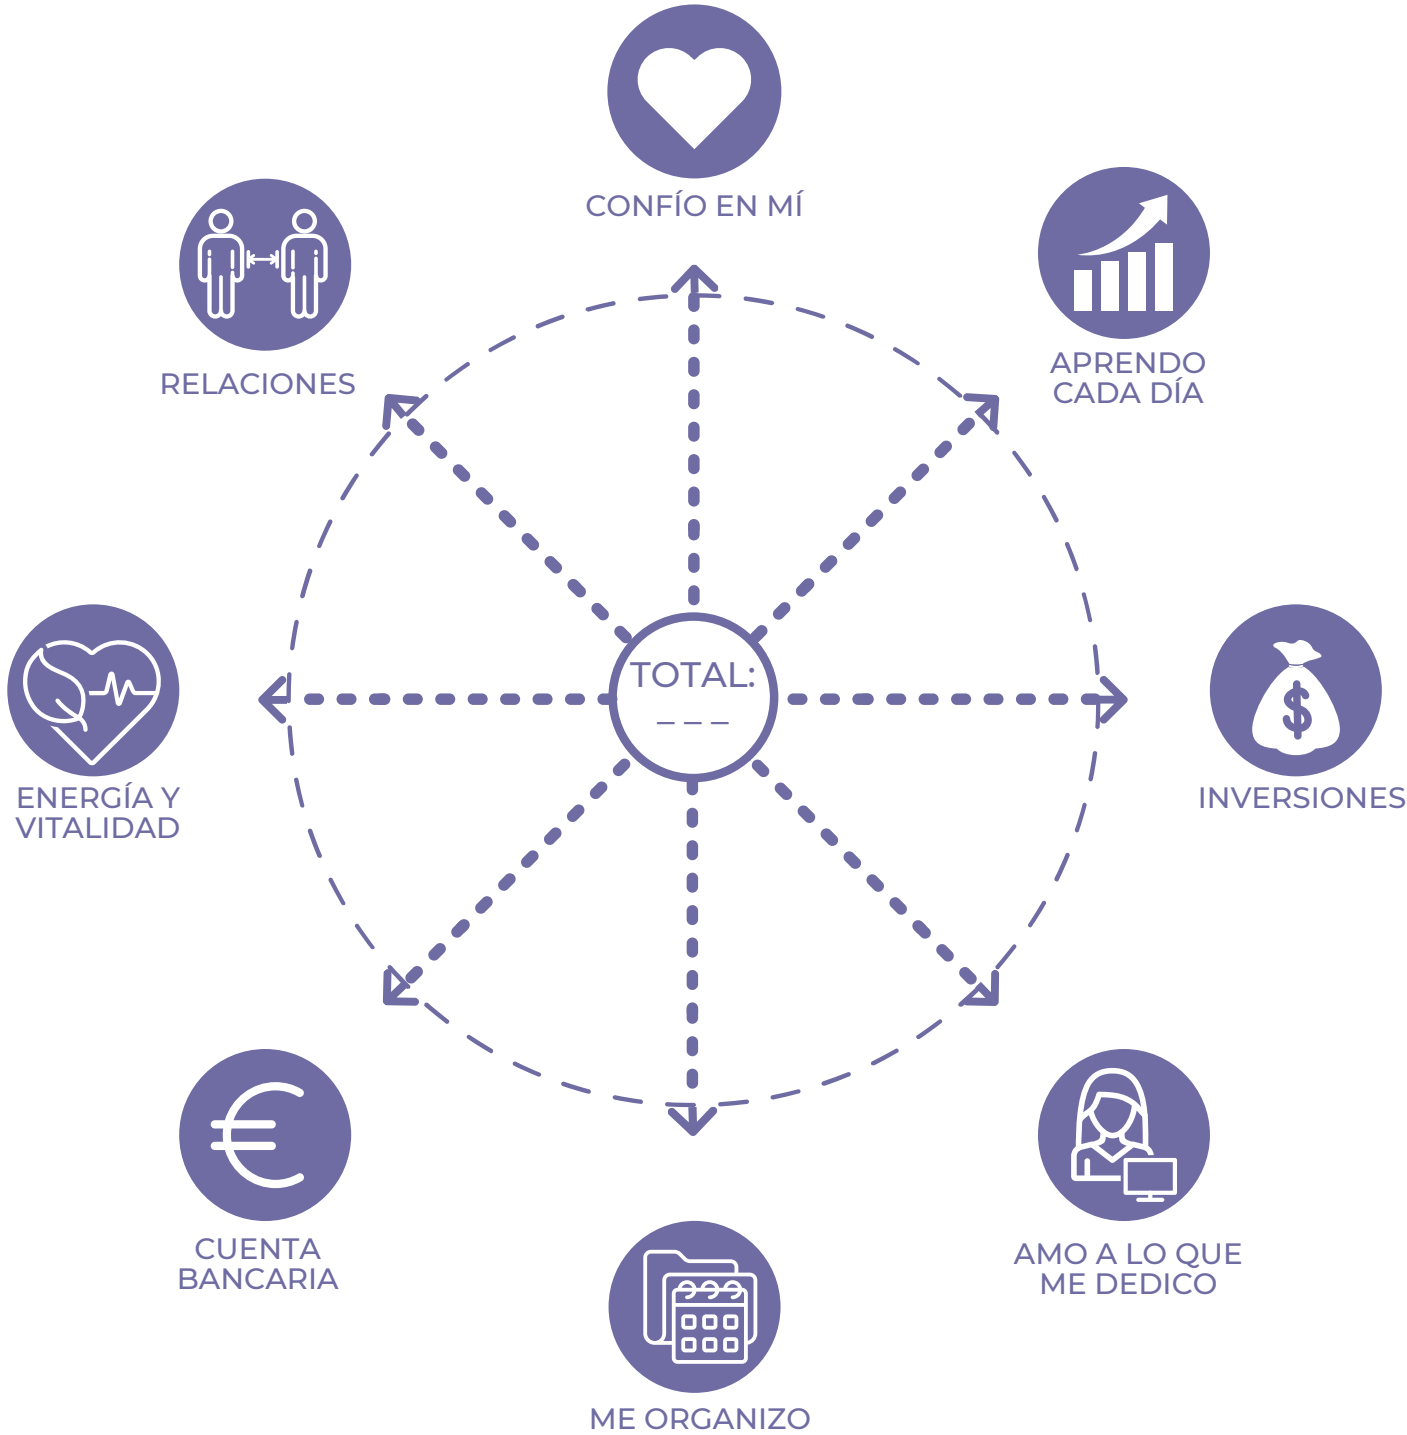 CONFÍO EN MÍ
APRENDO
CADA DÍA
RELACIONES
TOTAL:
_ _ _
INVERSIONES
ENERGÍA Y
VITALIDAD
$
€
CUENTA
BANCARIA
AMO A LO QUE
ME DEDICO
ME ORGANIZO